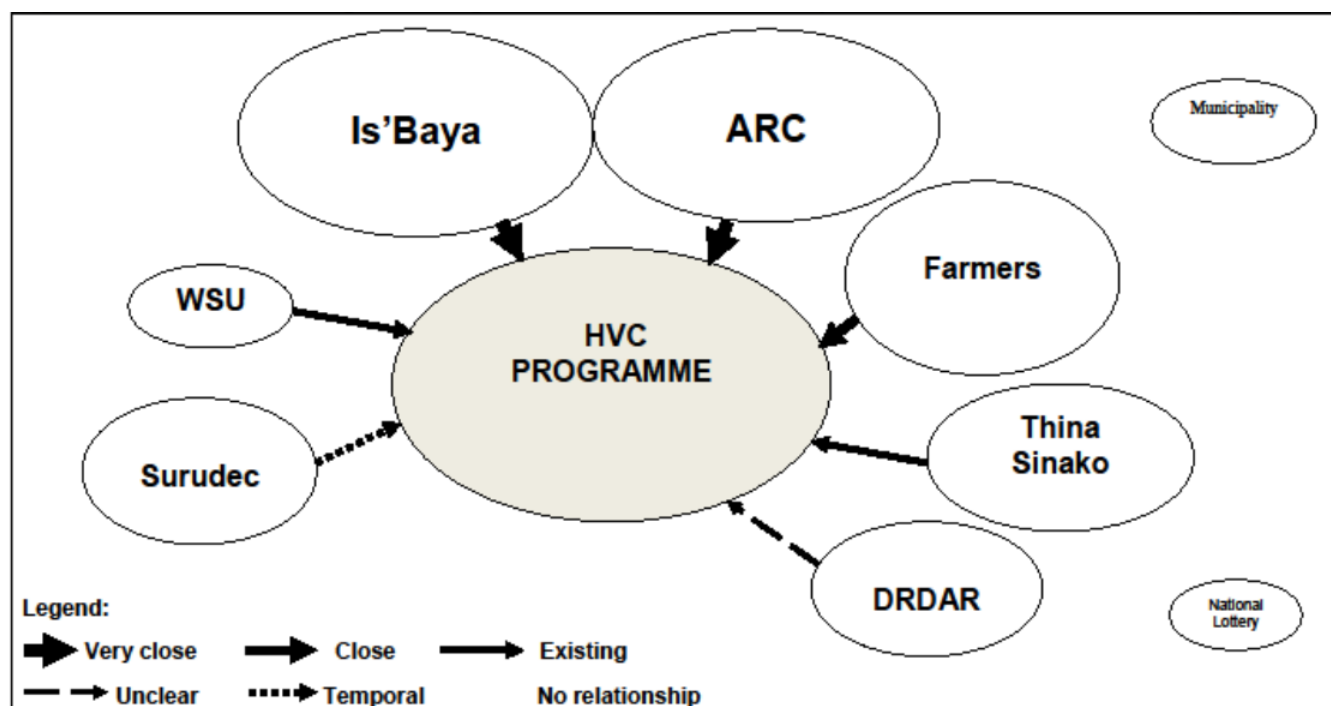 Is'Baya
ARC
Municipality
Farmers
WSU
HVC
PROGRAMME
Thina
Sinako
Surudec
DRDAR
National
Lottery
Legend:
Very close
Close
Existing
Unclear
Temporal
No relationship